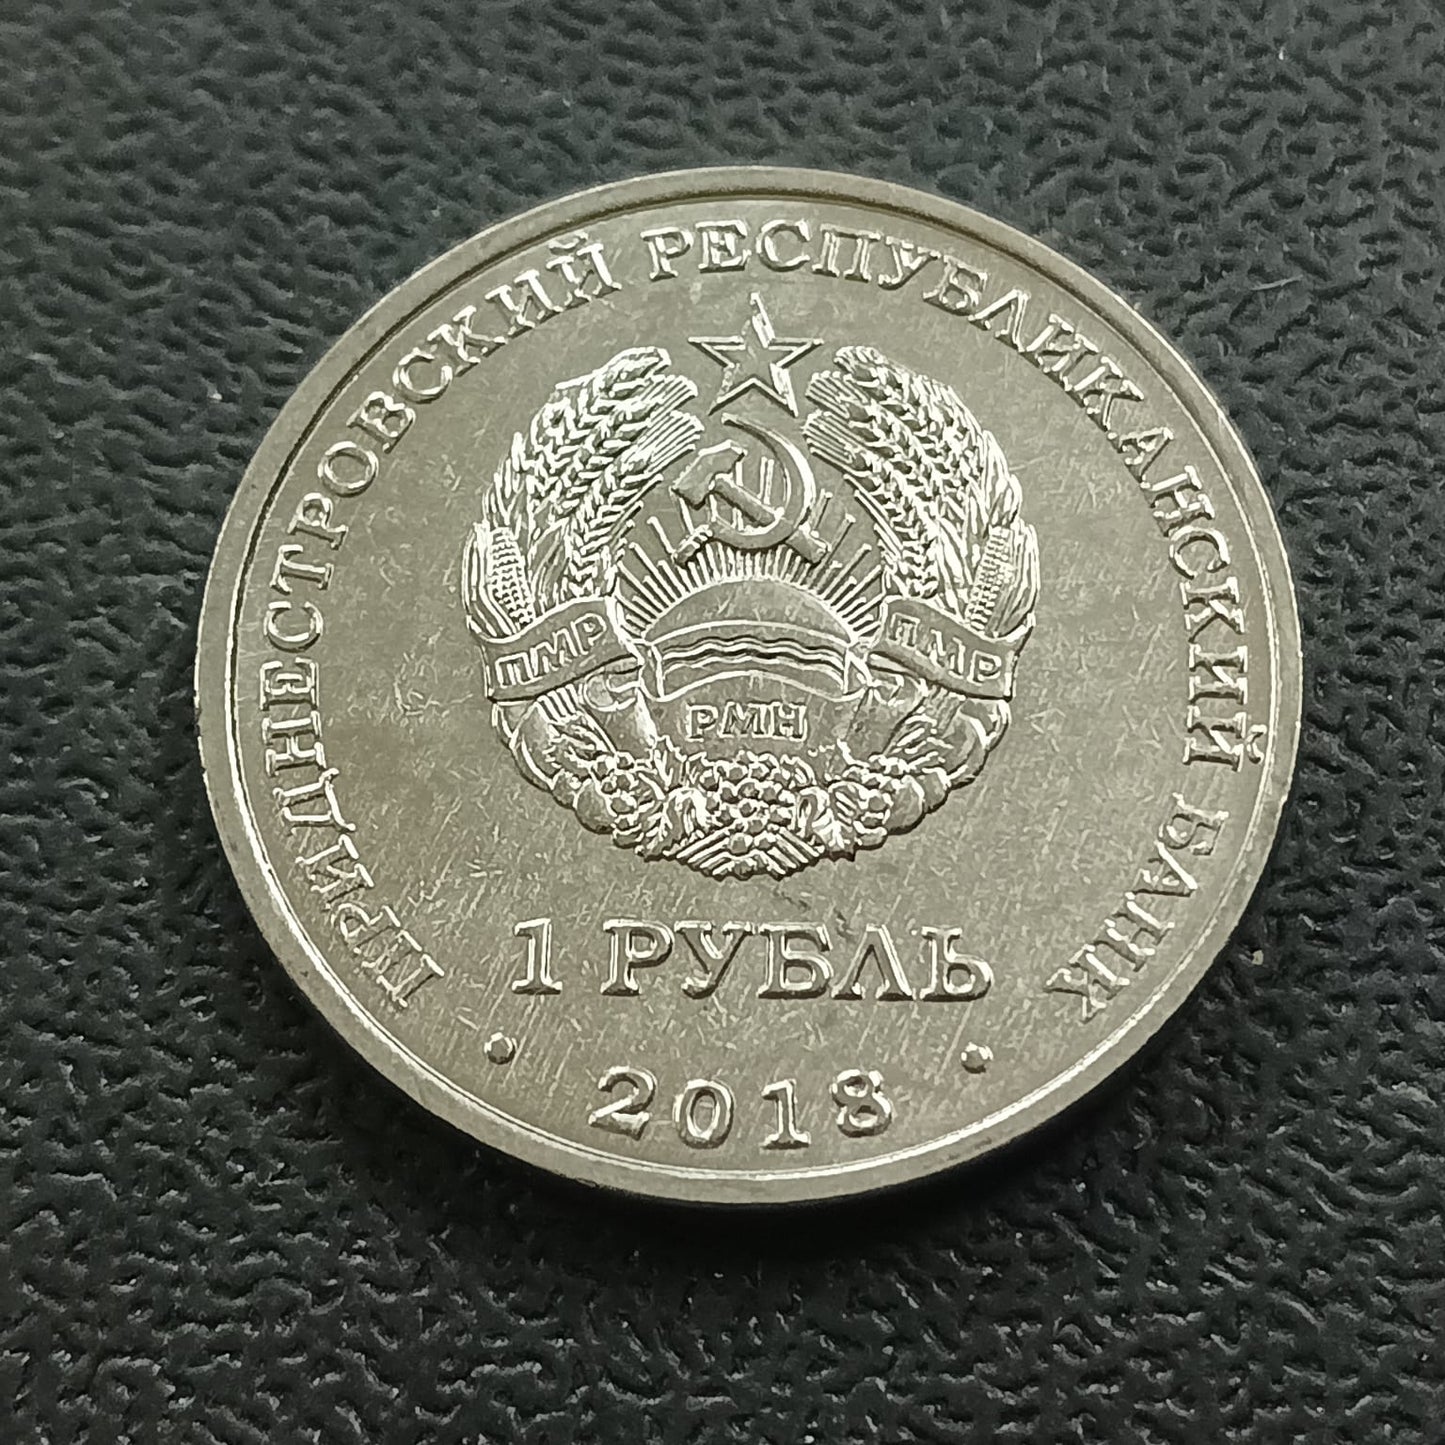 ПРИДНЕСТРОВСКИЙ РЕСПУБЛИКАНСКИЙ БАНК
ПМР
ПМР
РМН
1 РУБЛЬ
• 2018 •